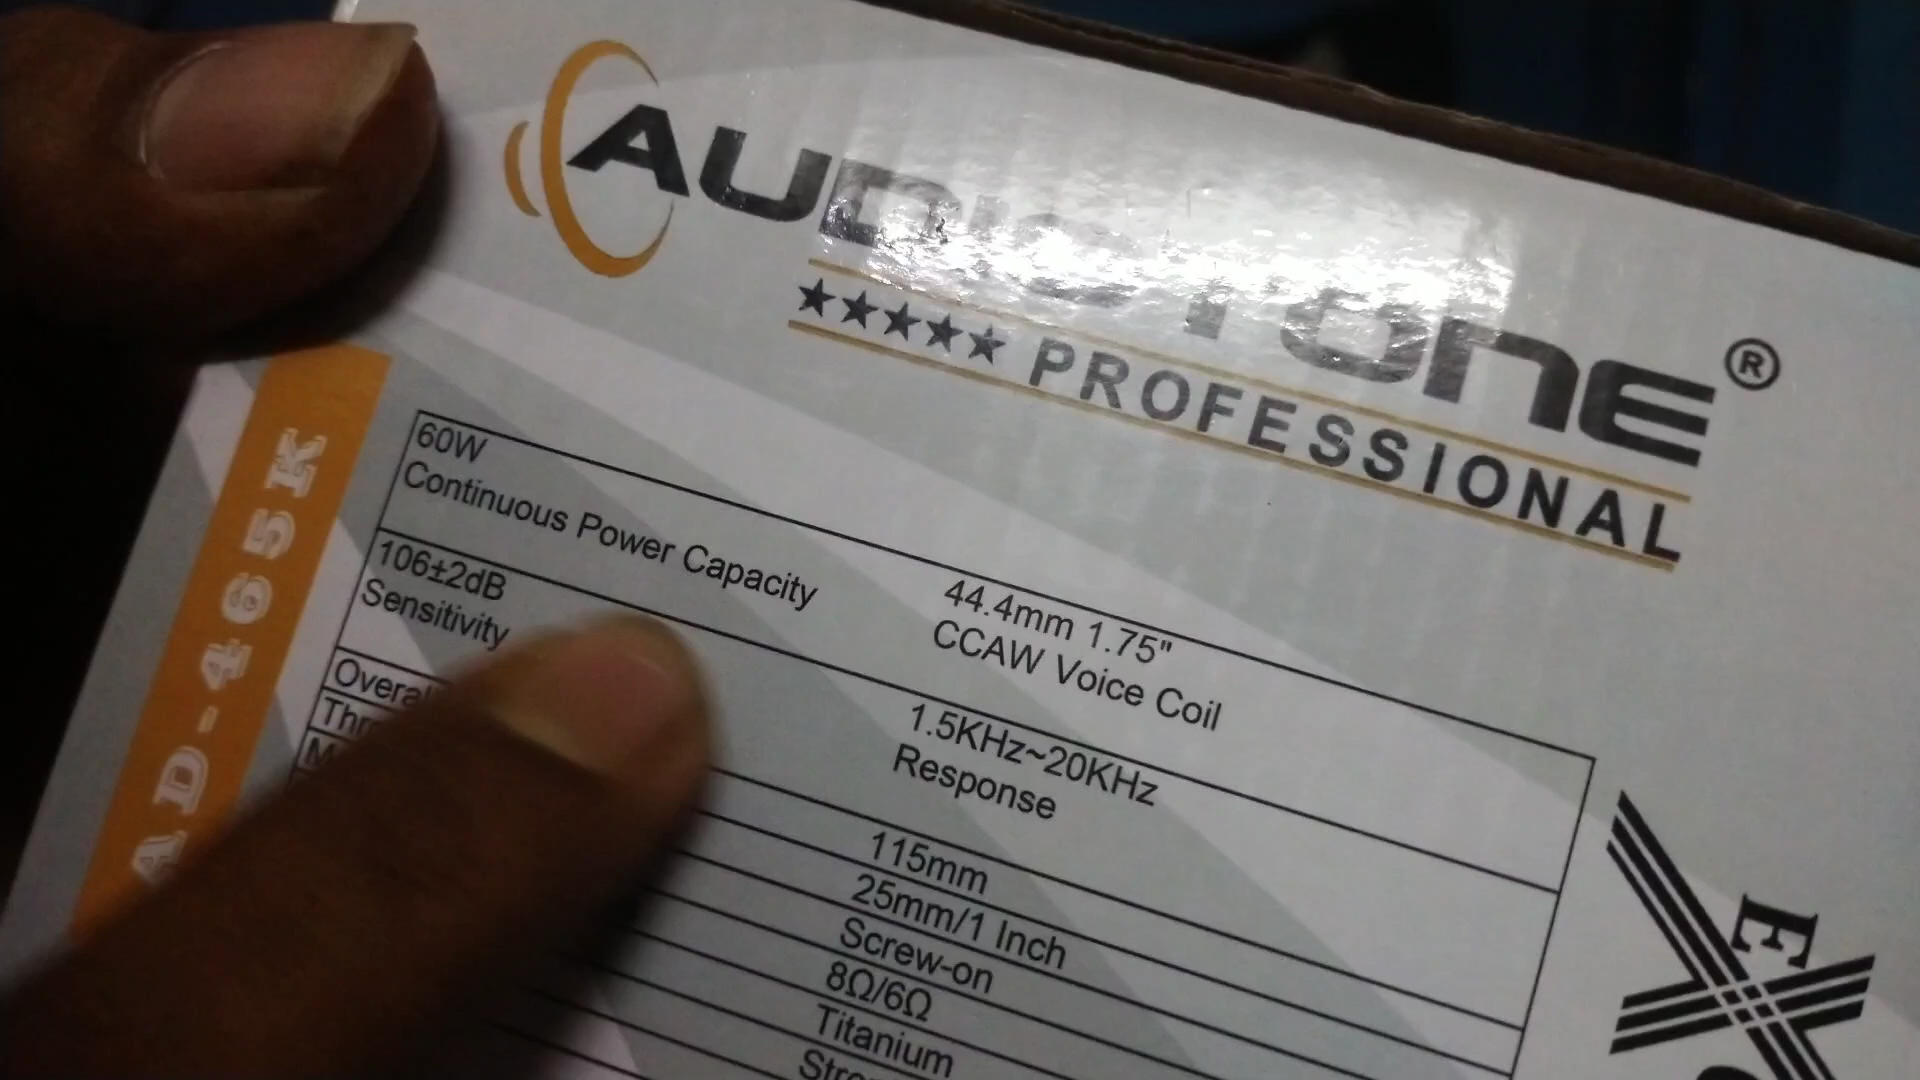 AUDIOTONE®
★★★★★ PROFESSIONAL
AD-465K
60W
Continuous Power Capacity
44.4mm 1.75"
CCAW Voice Coil
106±2dB
Sensitivity
1.5KHz~20KHz
Response
115mm
25mm/1 Inch
Screw-on
8Ω/6Ω
Titanium